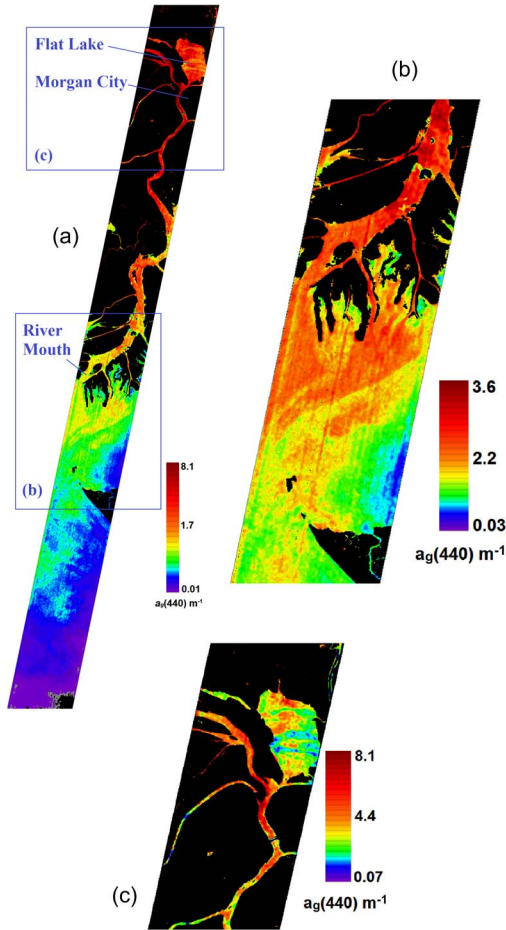 Flat Lake
Morgan City
(c)
(a)
(b)
River
Mouth
(b)
8.1
1.7
0.01
ag(440) m-1
3.6
2.2
0.03
ag(440) m-1
8.1
4.4
0.07
ag(440) m-1
(c)